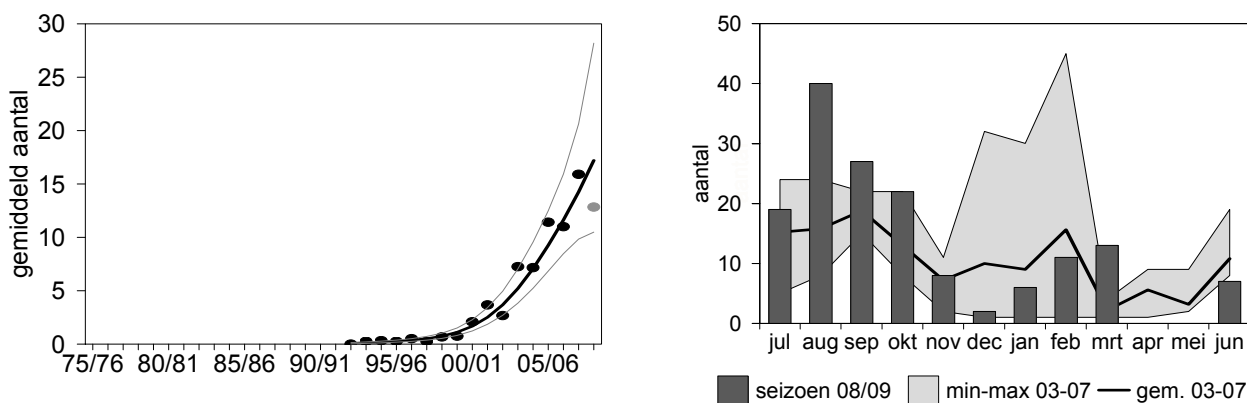 gemiddeld aantal
30
25
20
15
10
5
0
75/76 80/81 85/86 90/91 95/96 00/01 05/06
aantal
50
40
30
20
10
0
jul aug sep okt nov dec jan feb mrt apr mei jun
seizoen 08/09 min-max 03-07 gem. 03-07